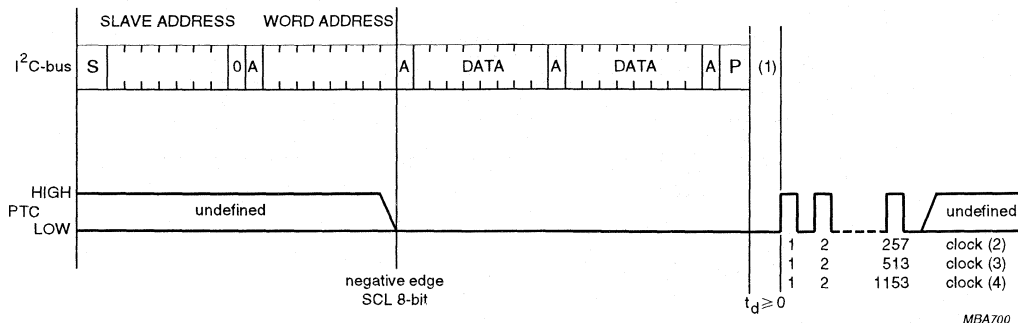 SLAVE ADDRESS WORD ADDRESS
I²C-bus S 0 A A DATA A DATA A P (1)
HIGH
PTC undefined undefined
LOW
1 2 257 clock (2)
1 2 513 clock (3)
1 2 1153 clock (4)
negative edge
SCL 8-bit
td ≥ 0
MBA700